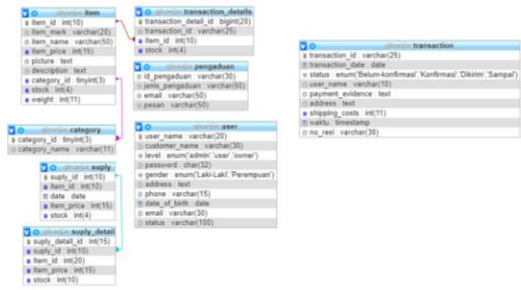 item
item_id : int(10)
item_merk : varchar(20)
item_name : varchar(50)
item_price : int(15)
picture : text
description : text
category_id : tinyint(3)
stock : int(4)
weight : int(11)
category
category_id : tinyint(3)
category_name : varchar(11)
suply
suply_id : int(10)
item_id : int(10)
date : date
item_price : int(15)
stock : int(4)
suply_detail
suply_detail_id : int(15)
suply_id : int(10)
item_id : int(20)
item_price : int(15)
stock : int(10)
transaction_details
transaction_detail_id : bigint(20)
transaction_id : varchar(25)
item_id : int(10)
stock : int(4)
pengaduan
id_pengaduan : varchar(30)
jenis_pengaduan : varchar(50)
email : varchar(50)
pesan : varchar(50)
user
user_name : varchar(20)
customer_name : varchar(30)
level : enum('admin','user','owner')
password : char(32)
gender : enum('Laki-Laki','Perempuan')
address : text
phone : varchar(15)
date_of_birth : date
email : varchar(30)
status : varchar(100)
transaction
transaction_id : varchar(25)
transaction_date : date
status : enum('Belum-konfirmasi','Konfirmasi','Dikirim','Sampai')
user_name : varchar(10)
payment_evidence : text
address : text
shipping_costs : int(11)
waktu : timestamp
no_resi : varchar(30)